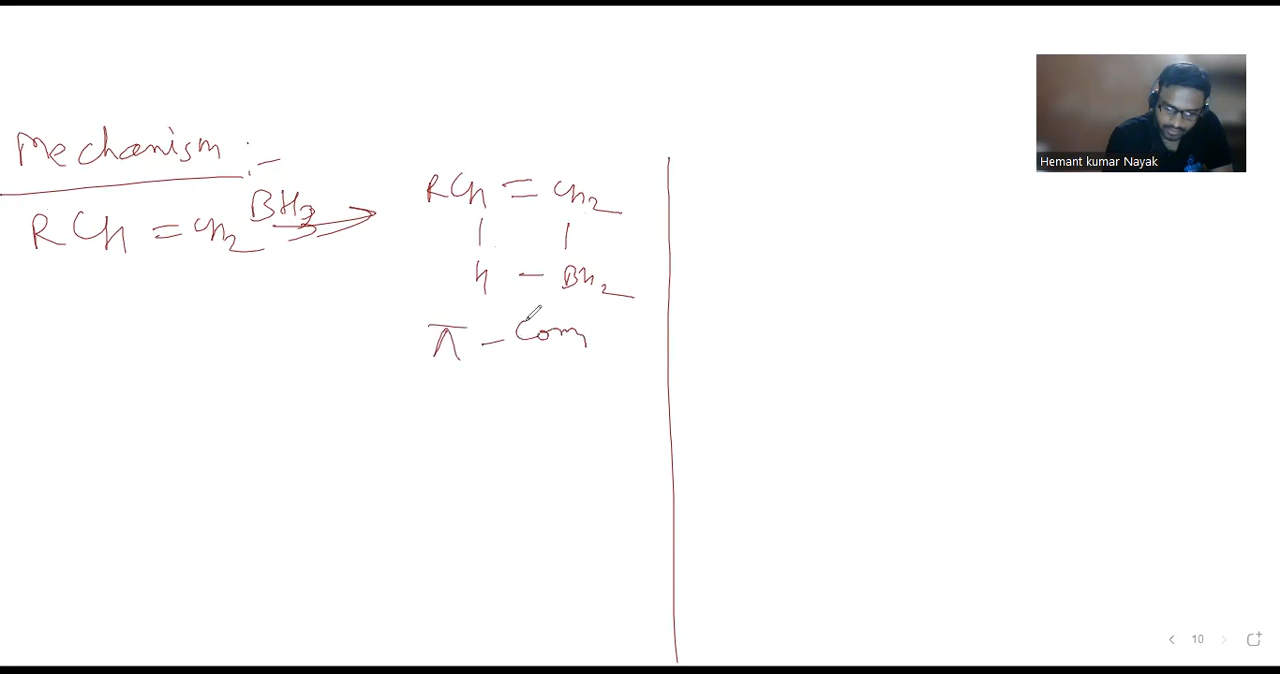 Mechanism :-
RCH = CH2 BH3 →
RCH = CH2
| |
H - BH2
π - Com
Hemant kumar Nayak
10